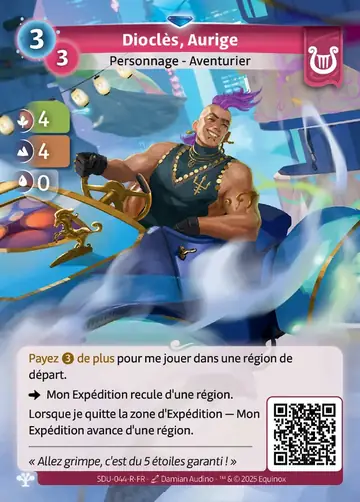 3
Dioclès, Aurige
3
Personnage - Aventurier
4
4
0
Payez 3 de plus pour me jouer dans une région de
départ.
Mon Expédition recule d'une région.
Lorsque je quitte la zone d'Expédition — Mon
Expédition avance d'une région.
« Allez grimpe, c'est du 5 étoiles garanti ! »
SDU-044-R-FR - Damian Audino - ™ & © 2025 Equinox